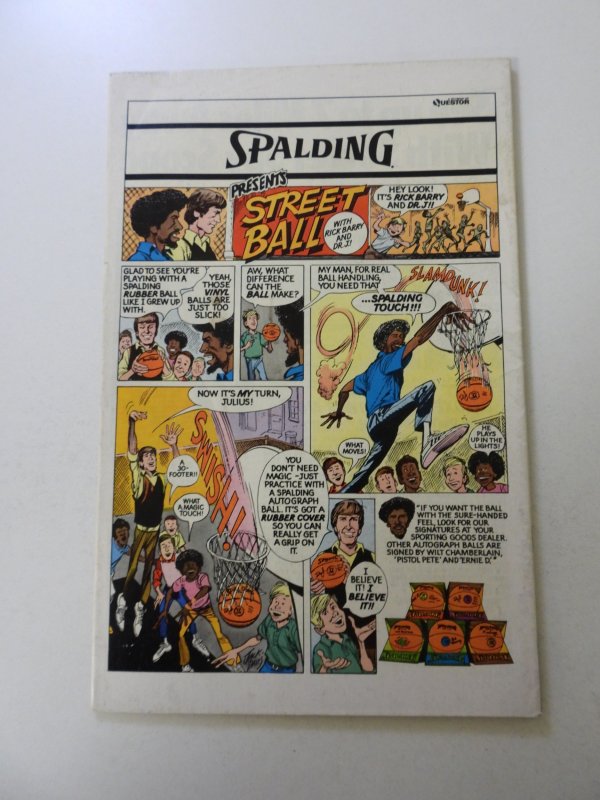 QUESTOR
SPALDING
PRESENTS
STREET
BALL
WITH
RICK BARRY
AND
DR. J!
HEY LOOK!
IT'S RICK BARRY
AND DR. J!!
GLAD TO SEE YOU'RE
PLAYING WITH A
SPALDING
RUBBER BALL
LIKE I GREW UP
WITH.
YEAH,
THOSE
VINYL
BALLS ARE
JUST TOO
SLICK!
AW, WHAT
DIFFERENCE
CAN THE
BALL MAKE?
MY MAN, FOR REAL
BALL HANDLING,
YOU NEED THAT
...SPALDING
TOUCH!!!
SLAMDUNK!
WHAT
MOVES!
HE
PLAYS
UP IN THE
LIGHTS!
NOW IT'S MY TURN,
JULIUS!
A
30-
FOOTER!!
WHAT
A MAGIC
TOUCH!
SWISH!
YOU
DON'T NEED
MAGIC -JUST
PRACTICE WITH
A SPALDING
AUTOGRAPH
BALL. IT'S GOT A
RUBBER COVER
SO YOU CAN
REALLY GET
A GRIP ON
IT.
I
BELIEVE
IT! I
BELIEVE
IT!!
"IF YOU WANT THE BALL
WITH THE SURE-HANDED
FEEL, LOOK FOR OUR
SIGNATURES AT YOUR
SPORTING GOODS DEALER.
OTHER AUTOGRAPH BALLS ARE
SIGNED BY WILT CHAMBERLAIN,
'PISTOL PETE' AND 'ERNIE D.'"